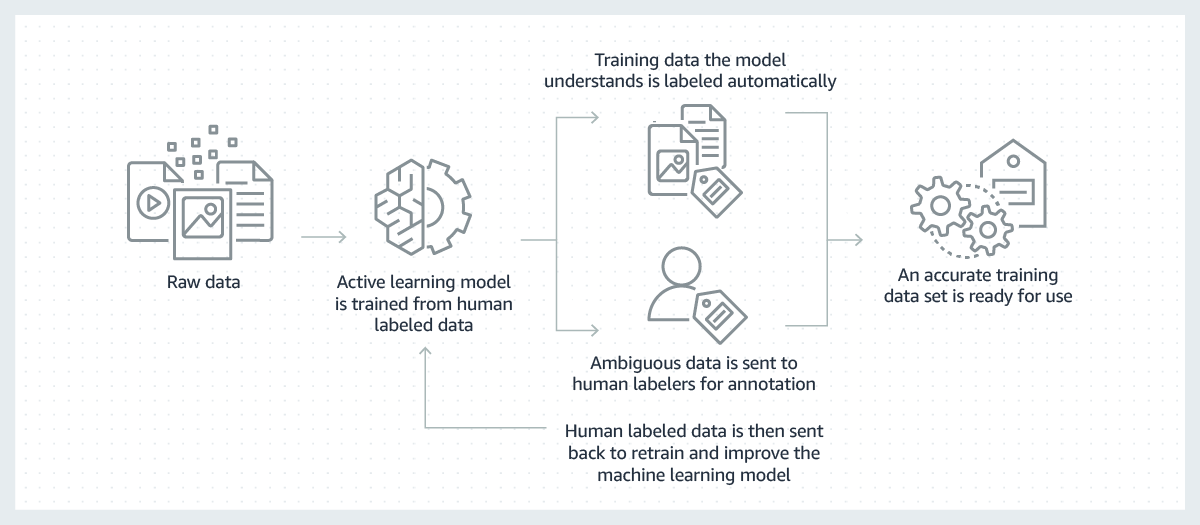 Training data the model
understands is labeled automatically
Raw data
Active learning model
is trained from human
labeled data
An accurate training
data set is ready for use
Ambiguous data is sent to
human labelers for annotation
Human labeled data is then sent
back to retrain and improve the
machine learning model